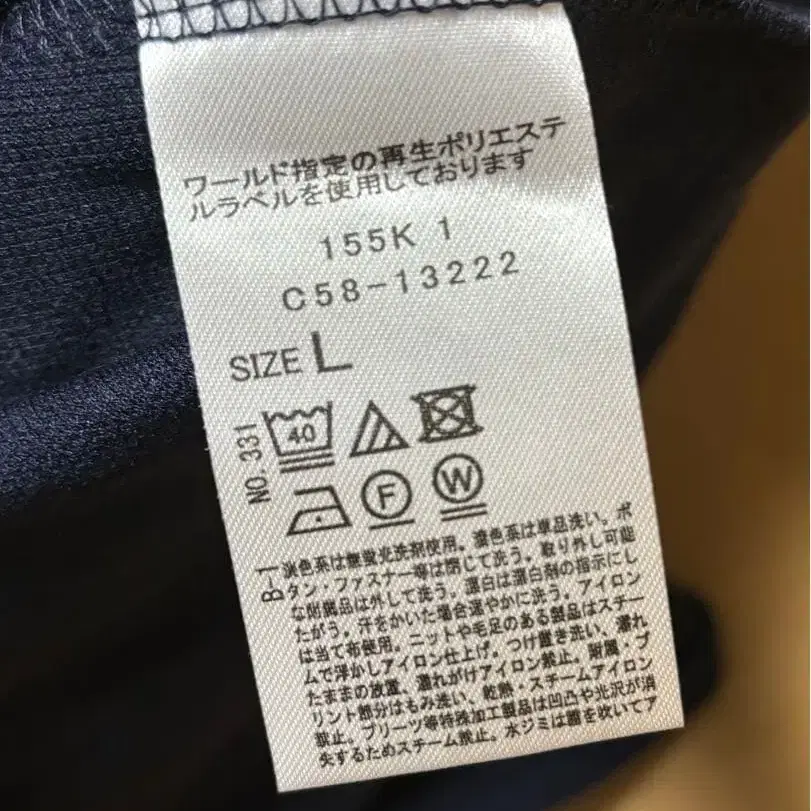 ワールド指定の再生ポリエステ
ルラベルを使用しております
155K 1
C58-13222
SIZE L
NO. 331
40
F W
B-1
淡色系は無蛍光洗剤使用。濃色系は単品洗い。ボ
タン・ファスナー等は閉じて洗う。取り外し可能
な附属品は外して洗う。漂白は漂白剤の指示にし
たがう。汗をかいた場合速やかに洗う。アイロン
は当て布使用。ニットや毛足のある製品はスチー
ムで浮かしアイロン仕上げ。つけ置き洗い、濡れ
たままの放置、濡れがけアイロン禁止。附属・プ
リント部分はもみ洗い、乾熱・スチームアイロン
禁止。プリーツ等特殊加工製品は凹凸や光沢が消
失するためスチーム禁止。水ジミは霧を吹いてア